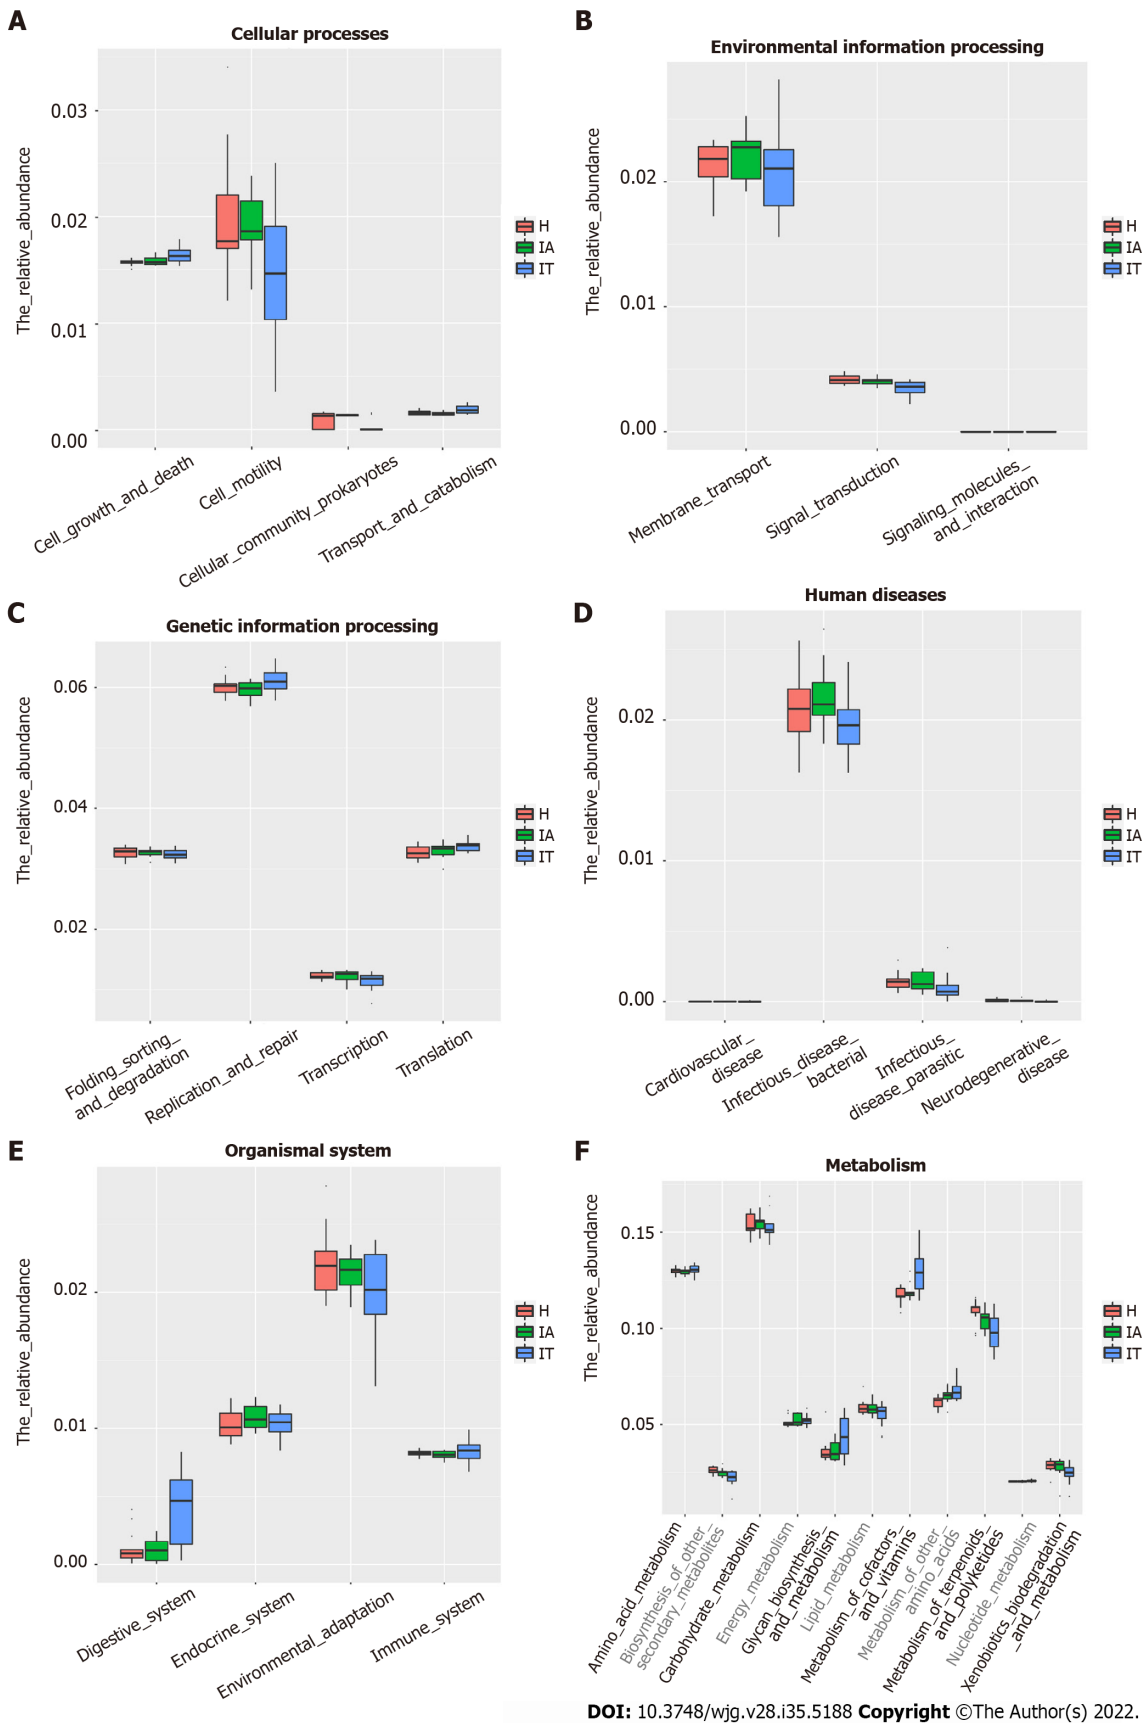 A
Cellular processes
The_relative_abundance
0.03
0.02
0.01
0.00
Cell_growth_and_death
Cell_motility
Cellular_community_prokaryotes
Transport_and_catabolism
H
IA
IT
B
Environmental information processing
The_relative_abundance
0.02
0.01
0.00
Membrane_transport
Signal_transduction
Signaling_molecules_
and_interaction
H
IA
IT
C
Genetic information processing
The_relative_abundance
0.06
0.04
0.02
Folding_sorting_
and_degradation
Replication_and_repair
Transcription
Translation
H
IA
IT
D
Human diseases
The_relative_abundance
0.02
0.01
0.00
Cardiovascular_
disease
Infectious_disease_
bacterial
Infectious_
disease_parasitic
Neurodegenerative_
disease
H
IA
IT
E
Organismal system
The_relative_abundance
0.02
0.01
0.00
Digestive_system
Endocrine_system
Environmental_adaptation
Immune_system
H
IA
IT
F
Metabolism
The_relative_abundance
0.15
0.10
0.05
Amino_acid_metabolism
Biosynthesis_of_other_
secondary_metabolites
Carbohydrate_metabolism
Energy_metabolism
Glycan_biosynthesis_
and_metabolism
Lipid_metabolism
Metabolism_of_cofactors_
and_vitamins
Metabolism_of_other_
amino_acids_
Metabolism_of_terpenoids_
and_polyketides
Nucleotide_metabolism
Xenobiotics_biodegradation
_and_metabolism
H
IA
IT
DOI: 10.3748/wjg.v28.i35.5188 Copyright ©The Author(s) 2022.